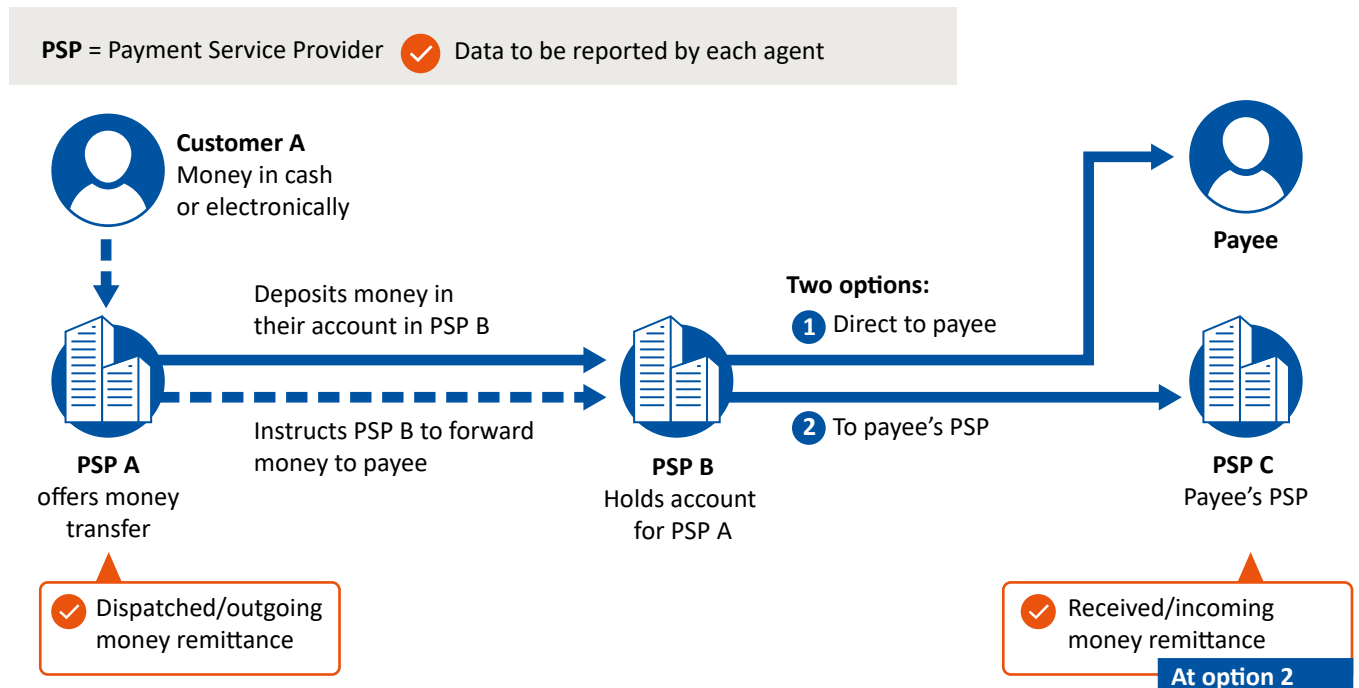 PSP = Payment Service Provider
Data to be reported by each agent
Customer A
Money in cash
or electronically
Payee
Deposits money in
their account in PSP B
Two options:
1 Direct to payee
Instructs PSP B to forward
money to payee
2 To payee's PSP
PSP A
offers money
transfer
PSP B
Holds account
for PSP A
PSP C
Payee's PSP
Dispatched/outgoing
money remittance
Received/incoming
money remittance
At option 2